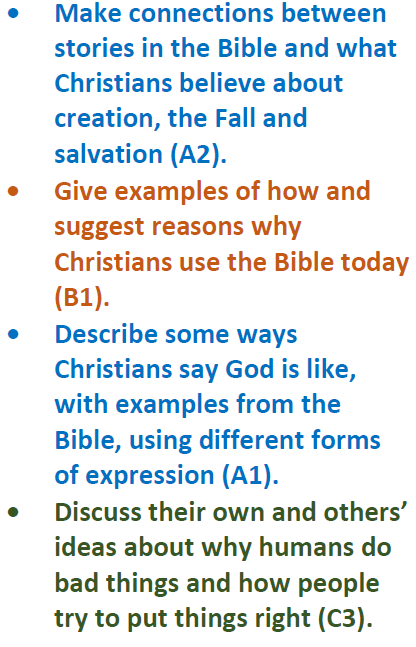 • Make connections between
stories in the Bible and what
Christians believe about
creation, the Fall and
salvation (A2).
• Give examples of how and
suggest reasons why
Christians use the Bible today
(B1).
• Describe some ways
Christians say God is like,
with examples from the
Bible, using different forms
of expression (A1).
• Discuss their own and others’
ideas about why humans do
bad things and how people
try to put things right (C3).